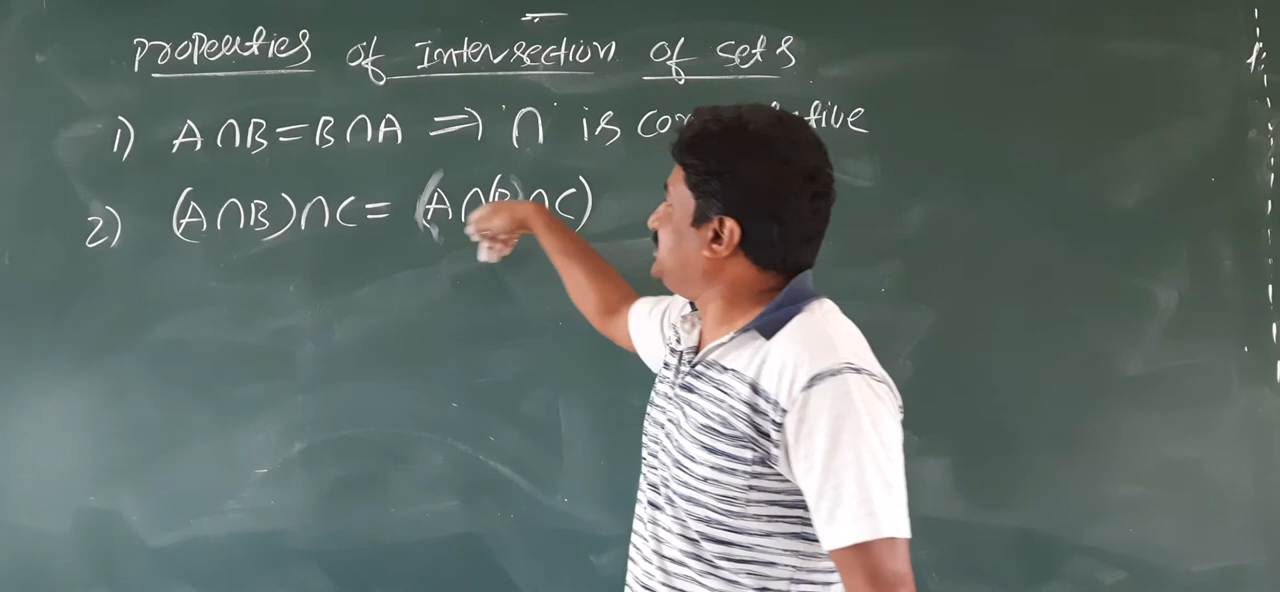 Properties of Intersection of sets
1) A∩B=B∩A ⇒ '∩' is
2) (A∩B)∩C= (A∩(B)∩C)